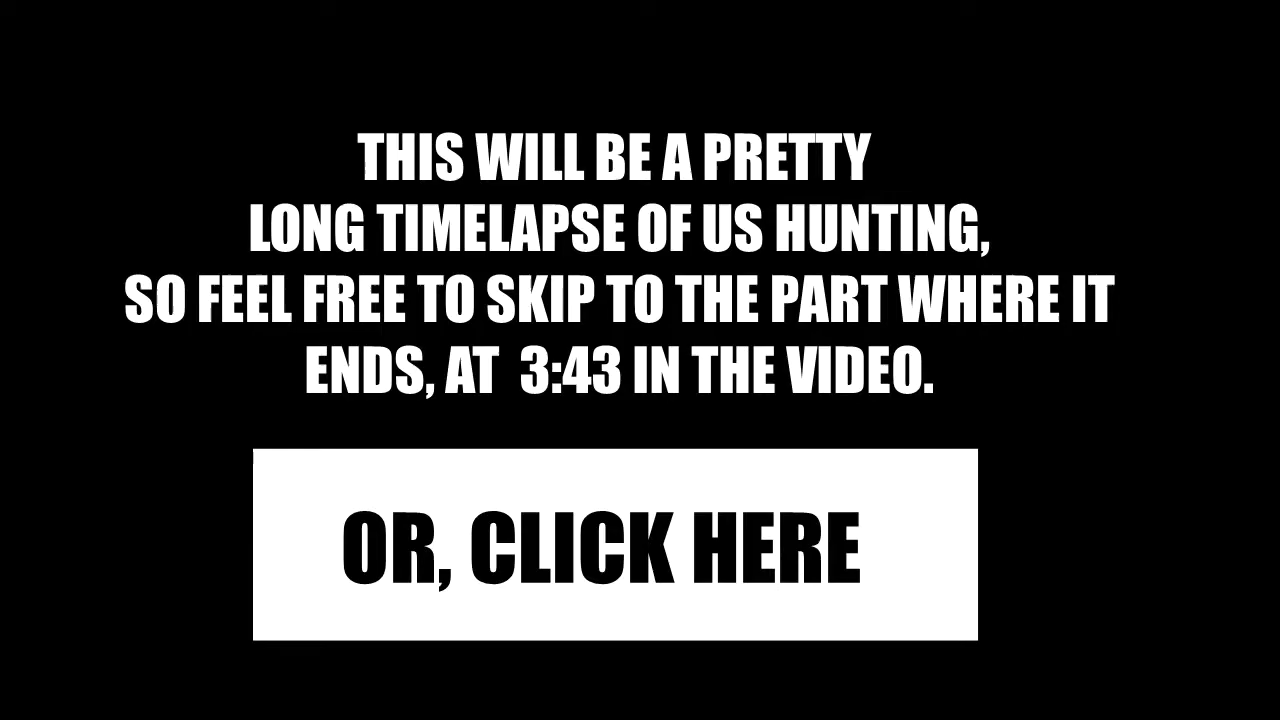 THIS WILL BE A PRETTY
LONG TIMELAPSE OF US HUNTING,
SO FEEL FREE TO SKIP TO THE PART WHERE IT
ENDS, AT 3:43 IN THE VIDEO.
OR, CLICK HERE